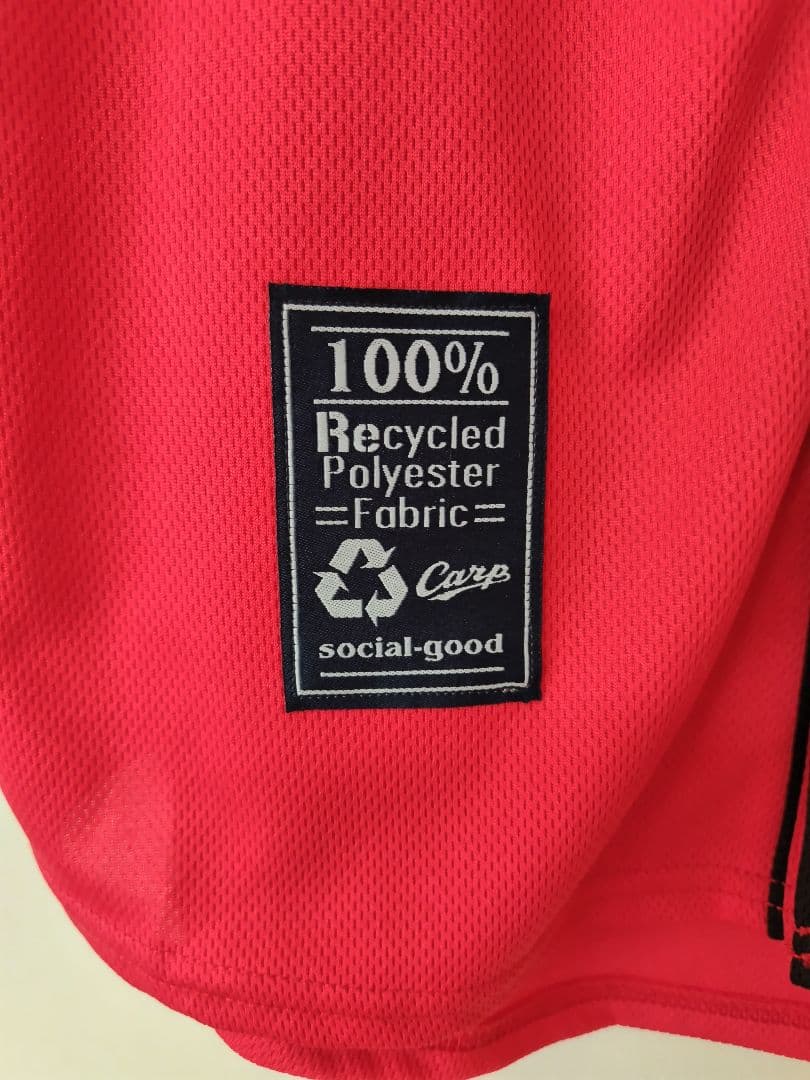 100%
Recycled
Polyester
Fabric
Carp
social-good